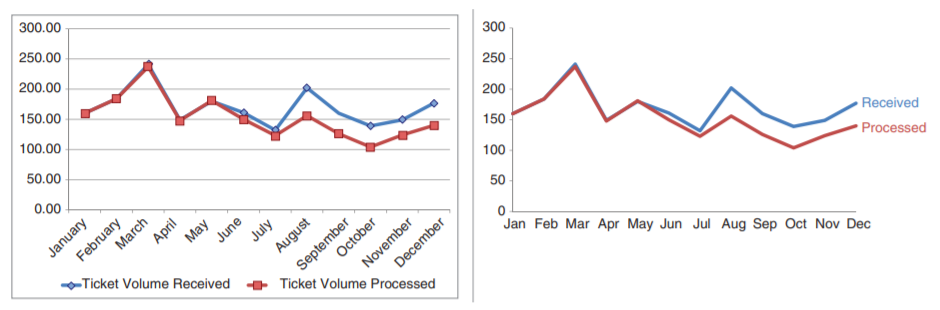 300.00
250.00
200.00
150.00
100.00
50.00
0.00
January
February
March
April
May
June
July
August
September
October
November
December
Ticket Volume Received
Ticket Volume Processed
300
250
200
150
100
50
0
Jan Feb Mar Apr May Jun Jul Aug Sep Oct Nov Dec
Received
Processed